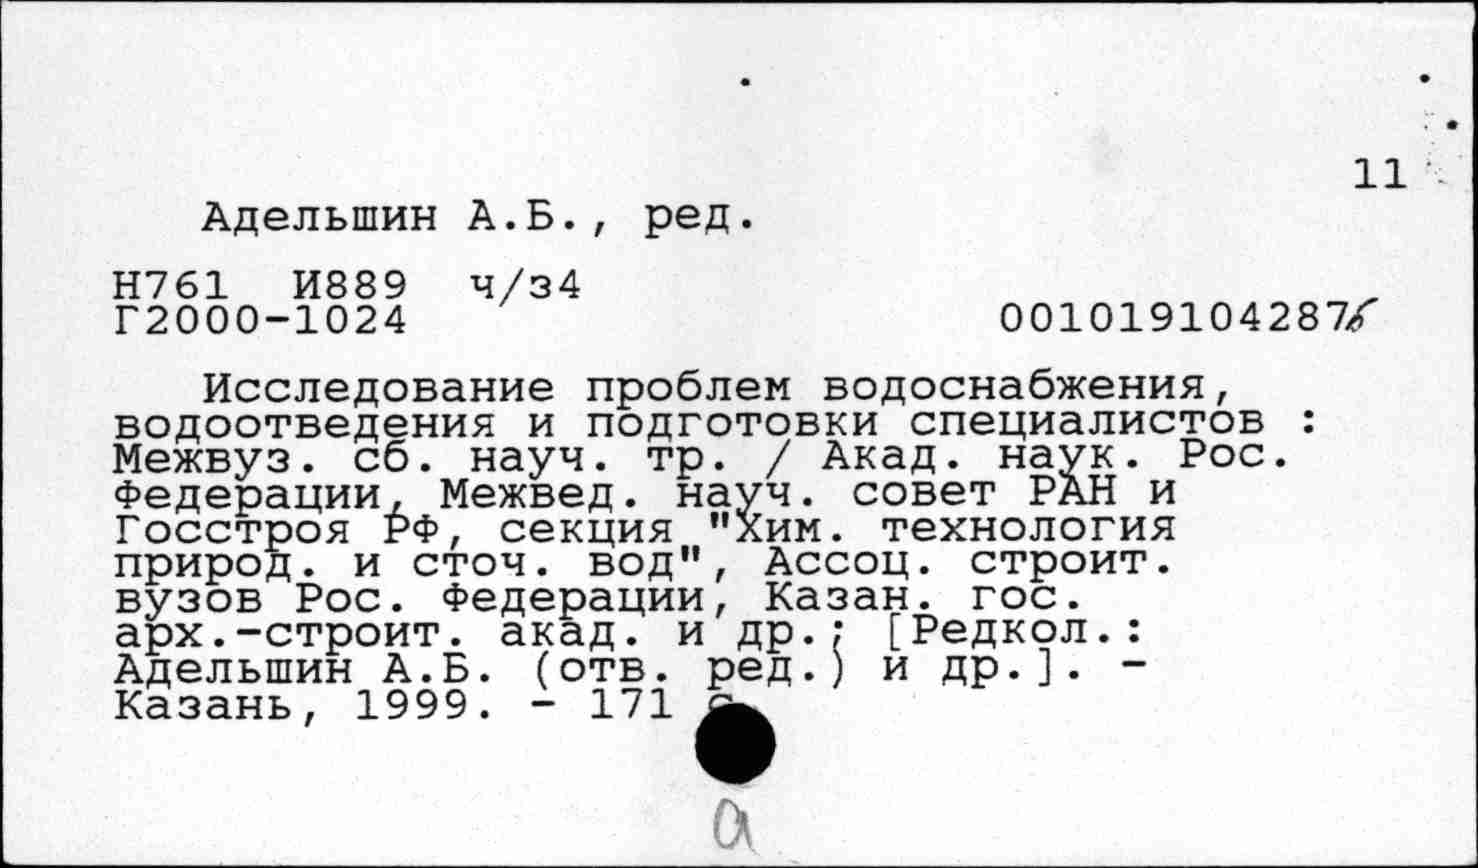 11
Адельшин А.Б., ред.
Н761 И889 ч/з4
Г2000-1024 001019104287
Исследование проблем водоснабжения,
водоотведения и подготовки специалистов :
Межвуз. сб. науч. тр. / Акад. наук. Рос.
Федерации, Межвед. науч. совет РАН и
Госстроя РФ, секция "Хим. технология
природ. и сточ. вод", Ассоц. строит.
вузов Рос. Федерации, Казан. гос.
арх.-строит. акад. и др.; [Редкол.:
Адельшин А.Б. (отв. ред.) и др.]. -
Казань, 1999. - 171
а